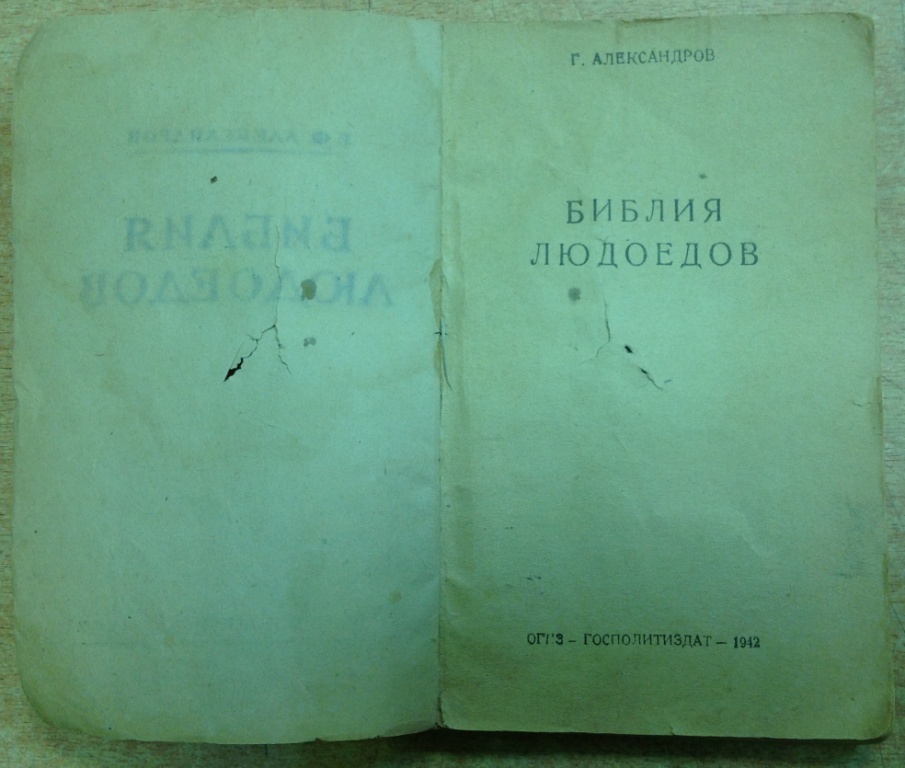 Г. АЛЕКСАНДРОВ
БИБЛИЯ
ЛЮДОЕДОВ
ОГИЗ – ГОСПОЛИТИЗДАТ – 1942